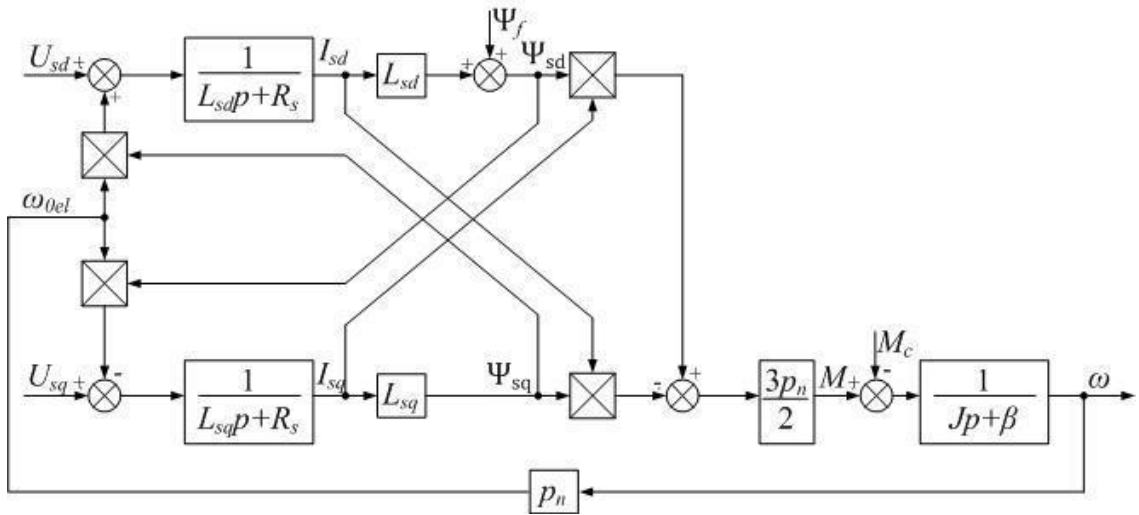 Ψf
Usd + + 1 Isd Lsd + + Ψsd
Lsdp+Rs
ω0el
Usq + - 1 Isq Lsq Ψsq - + 3pn M + - Mc 1 ω
Lsqp+Rs 2 Jp+β
pn